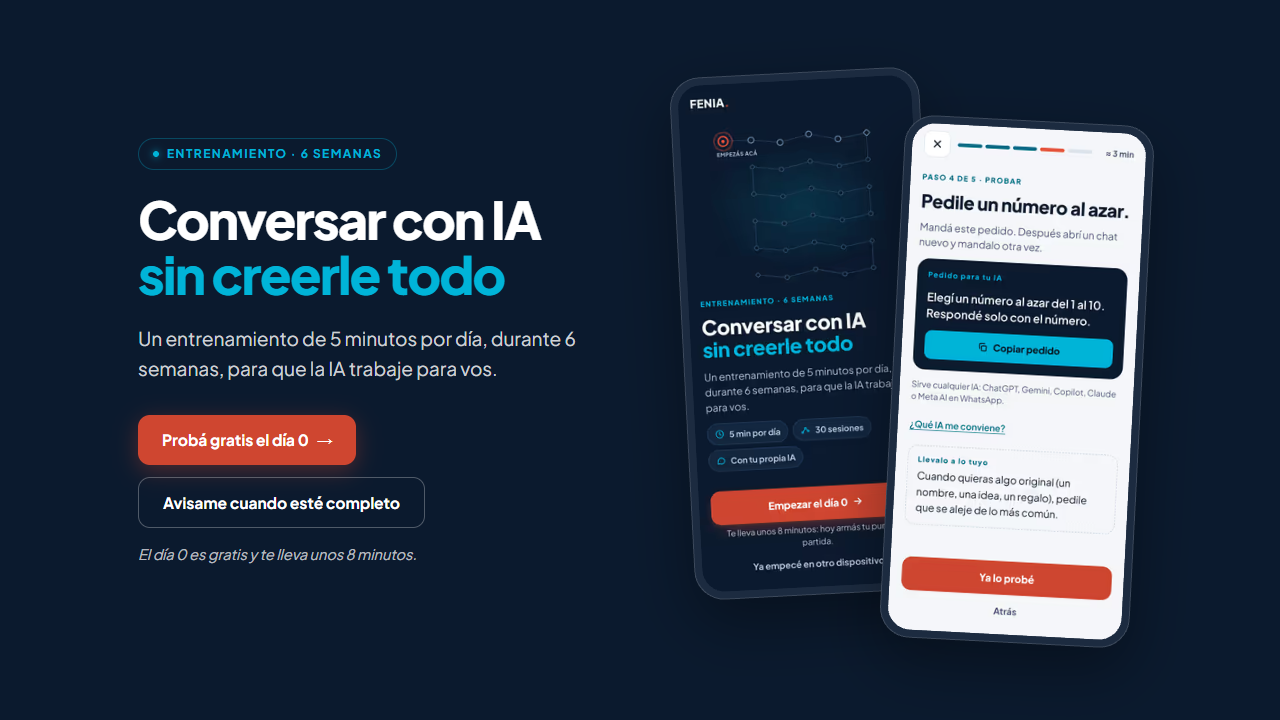 ENTRENAMIENTO · 6 SEMANAS
Conversar con IA
sin creerle todo
Un entrenamiento de 5 minutos por día, durante 6
semanas, para que la IA trabaje para vos.
Probá gratis el día 0 →
Avisame cuando esté completo
El día 0 es gratis y te lleva unos 8 minutos.
FENIA.
EMPEZÁS ACÁ
ENTRENAMIENTO · 6 SEMANAS
Conversar con IA
sin creerle todo
Un entrenamiento de 5 minutos por día,
durante 6 semanas, para que la IA
para vos.
5 min por día
30 sesiones
Con tu propia IA
Empezar el día 0 →
Te lleva unos 8 minutos: hoy armás tu
partida.
Ya empecé en otro dispositivo
≈ 3 min
PASO 4 DE 5 · PROBAR
Pedile un número al azar.
Mandá este pedido. Después abrí un chat
nuevo y mandalo otra vez.
Pedido para tu IA
Elegí un número al azar del 1 al 10.
Respondé solo con el número.
Copiar pedido
Sirve cualquier IA: ChatGPT, Gemini, Copilot, Claude
o Meta AI en WhatsApp.
¿Qué IA me conviene?
Llevalo a lo tuyo
Cuando quieras algo original (un
nombre, una idea, un regalo), pedile
que se aleje de lo más común.
Ya lo probé
Atrás